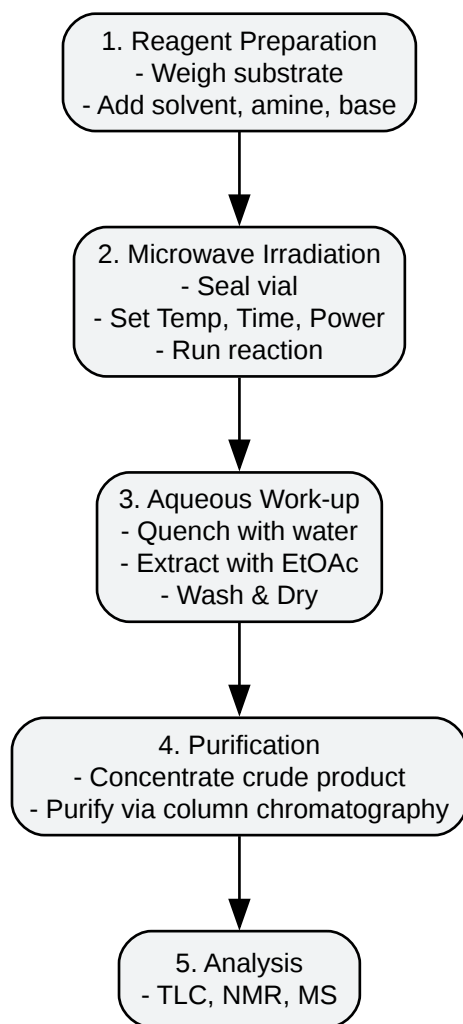 1. Reagent Preparation
- Weigh substrate
- Add solvent, amine, base
2. Microwave Irradiation
- Seal vial
- Set Temp, Time, Power
- Run reaction
3. Aqueous Work-up
- Quench with water
- Extract with EtOAc
- Wash & Dry
4. Purification
- Concentrate crude product
- Purify via column chromatography
5. Analysis
- TLC, NMR, MS